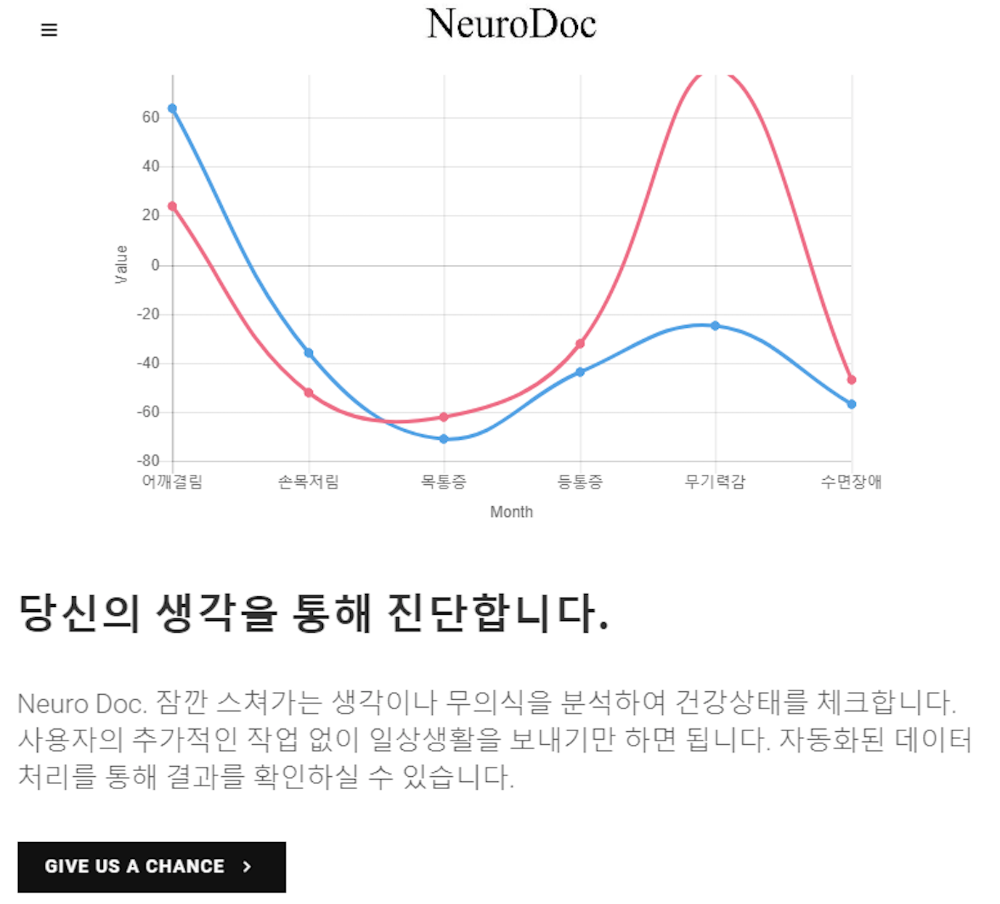 NeuroDoc
60
40
20
0
-20
-40
-60
-80
Value
어깨결림 손목저림 목통증 등통증 무기력감 수면장애
Month
당신의 생각을 통해 진단합니다.
Neuro Doc. 잠깐 스쳐가는 생각이나 무의식을 분석하여 건강상태를 체크합니다.
사용자의 추가적인 작업 없이 일상생활을 보내기만 하면 됩니다. 자동화된 데이터
처리를 통해 결과를 확인하실 수 있습니다.
GIVE US A CHANCE